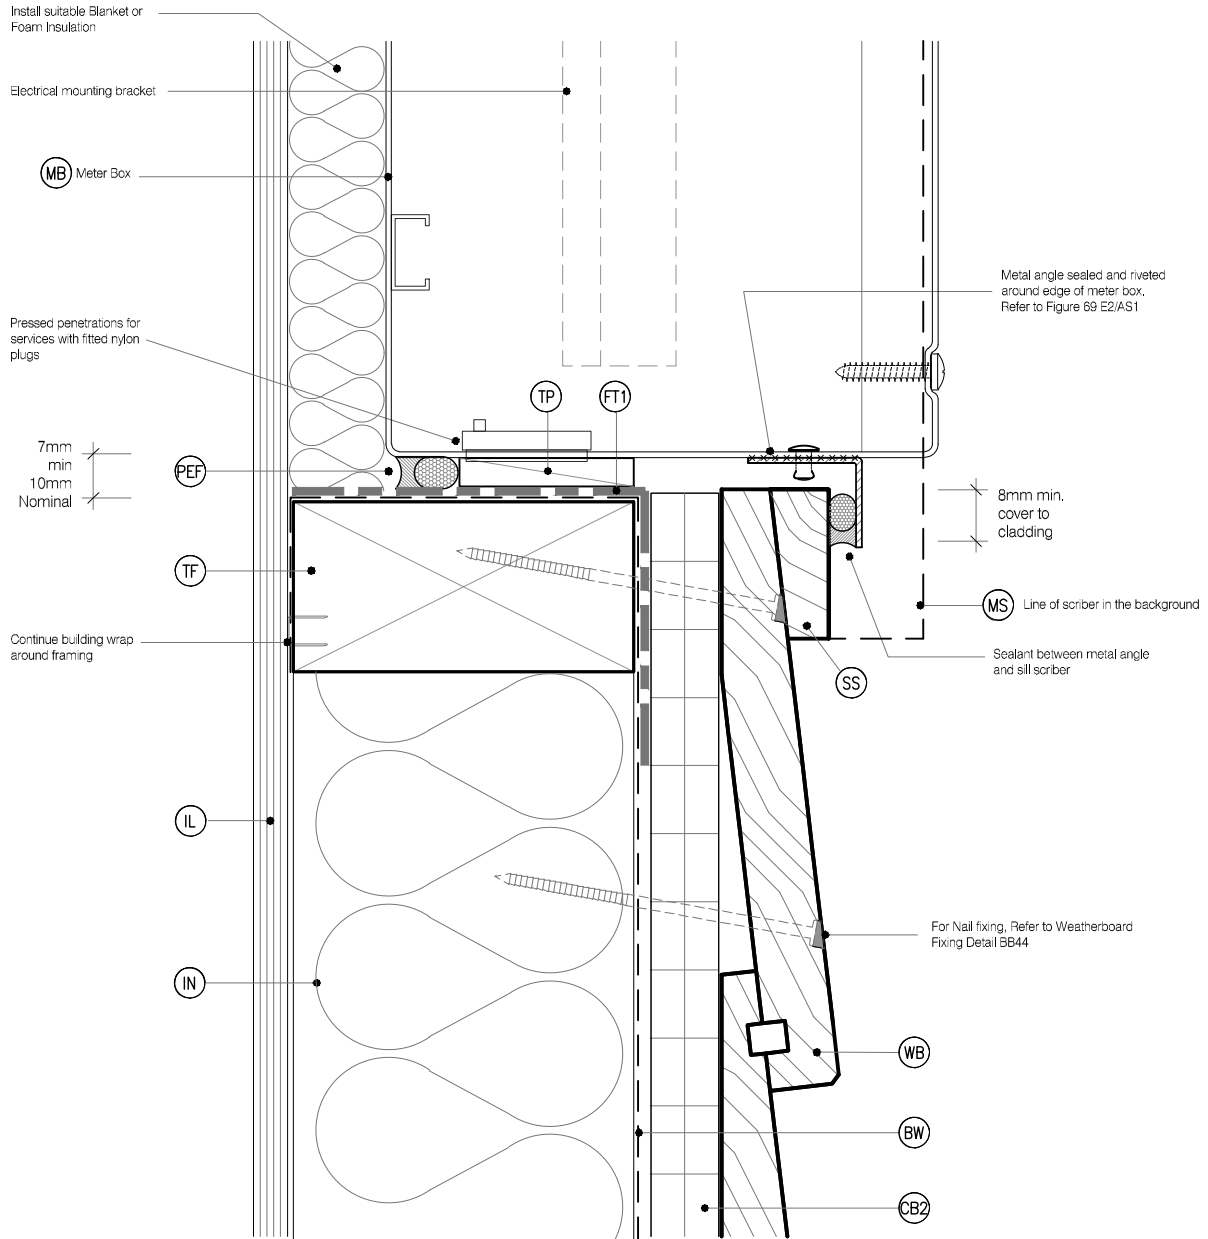 Install suitable Blanket or
Foam Insulation
Electrical mounting bracket
MB Meter Box
Metal angle sealed and riveted
around edge of meter box.
Refer to Figure 69 E2/AS1
Pressed penetrations for
services with fitted nylon
plugs
TP
FT1
7mm
min
10mm
Nominal
PEF
8mm min.
cover to
cladding
TF
MS Line of scriber in the background
Continue building wrap
around framing
Sealant between metal angle
and sill scriber
SS
IL
For Nail fixing, Refer to Weatherboard
Fixing Detail BB44
IN
WB
BW
CB2